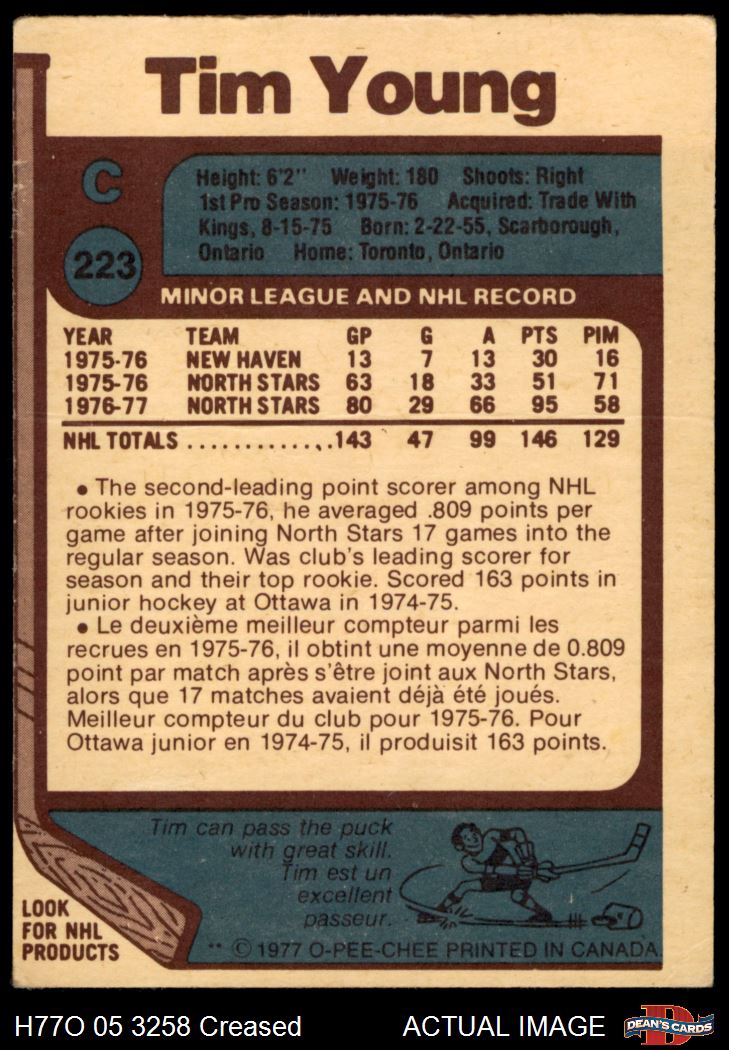 Tim Young
C
223
Height: 6'2" Weight: 180 Shoots: Right
1st Pro Season: 1975-76 Acquired: Trade With
Kings, 8-15-75 Born: 2-22-55, Scarborough,
Ontario Home: Toronto, Ontario
MINOR LEAGUE AND NHL RECORD
YEAR TEAM GP G A PTS PIM
1975-76 NEW HAVEN 13 7 13 30 16
1975-76 NORTH STARS 63 18 33 51 71
1976-77 NORTH STARS 80 29 66 95 58
NHL TOTALS ..............143 47 99 146 129
• The second-leading point scorer among NHL
rookies in 1975-76, he averaged .809 points per
game after joining North Stars 17 games into the
regular season. Was club's leading scorer for
season and their top rookie. Scored 163 points in
junior hockey at Ottawa in 1974-75.
• Le deuxième meilleur compteur parmi les
recrues en 1975-76, il obtint une moyenne de 0.809
point par match après s'être joint aux North Stars,
alors que 17 matches avaient déjà été joués.
Meilleur compteur du club pour 1975-76. Pour
Ottawa junior en 1974-75, il produisit 163 points.
Tim can pass the puck
with great skill.
Tim est un
excellent
passeur.
LOOK
FOR NHL
PRODUCTS
** © 1977 O-PEE-CHEE PRINTED IN CANADA
H77O 05 3258 Creased ACTUAL IMAGE
DEAN'S CARDS